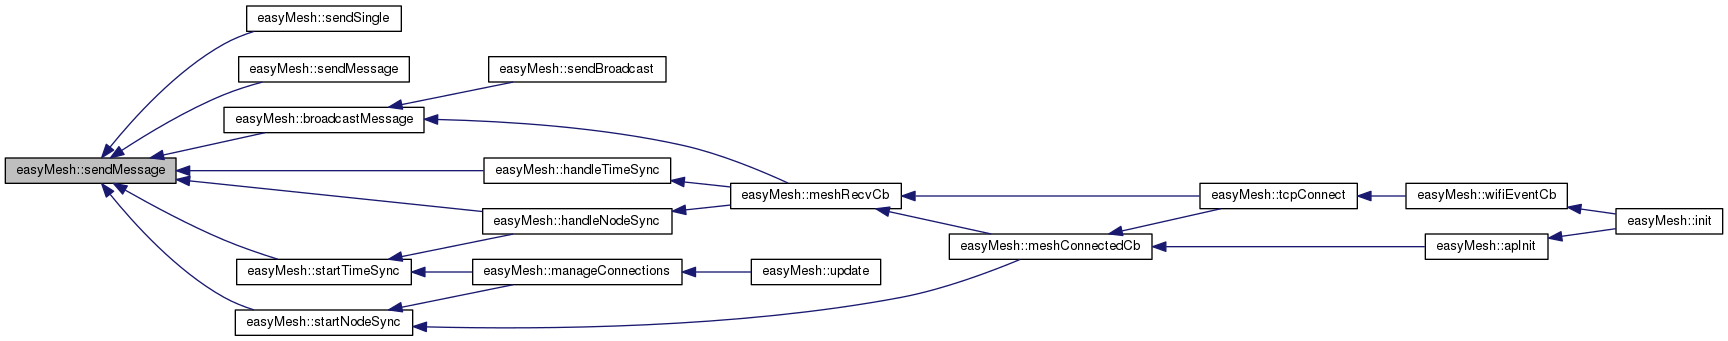 easyMesh::sendSingle
easyMesh::sendMessage
easyMesh::sendBroadcast
easyMesh::broadcastMessage
easyMesh::sendMessage
easyMesh::handleTimeSync
easyMesh::meshRecvCb
easyMesh::tcpConnect
easyMesh::wifiEventCb
easyMesh::handleNodeSync
easyMesh::init
easyMesh::meshConnectedCb
easyMesh::apInit
easyMesh::startTimeSync
easyMesh::manageConnections
easyMesh::update
easyMesh::startNodeSync